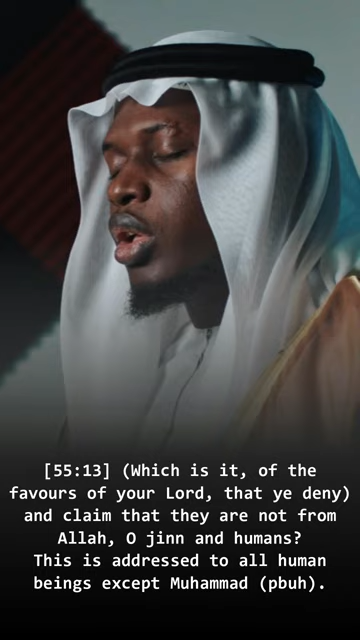 [55:13] (Which is it, of the
favours of your Lord, that ye deny)
and claim that they are not from
Allah, O jinn and humans?
This is addressed to all human
beings except Muhammad (pbuh).